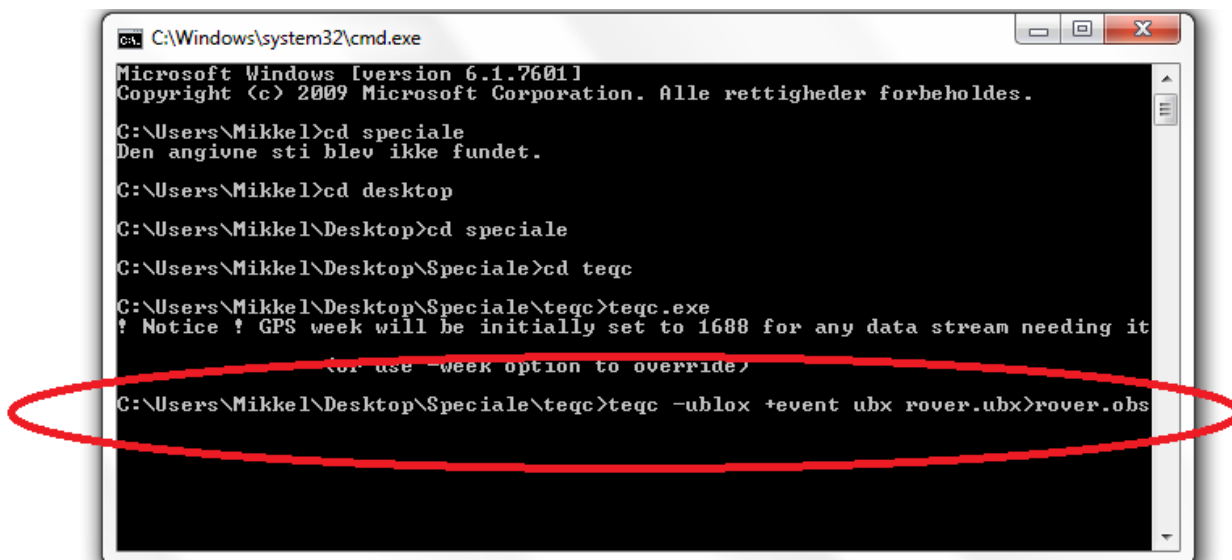 C:\Windows\system32\cmd.exe
Microsoft Windows [version 6.1.7601]
Copyright (c) 2009 Microsoft Corporation. Alle rettigheder forbeholdes.
C:\Users\Mikkel>cd speciale
Den angivne sti blev ikke fundet.
C:\Users\Mikkel>cd desktop
C:\Users\Mikkel\Desktop>cd speciale
C:\Users\Mikkel\Desktop\Speciale>cd teqc
C:\Users\Mikkel\Desktop\Speciale\teqc>teqc.exe
! Notice ! GPS week will be initially set to 1688 for any data stream needing it
(or use -week option to override)
C:\Users\Mikkel\Desktop\Speciale\teqc>teqc -ublox +event ubx rover.ubx>rover.obs